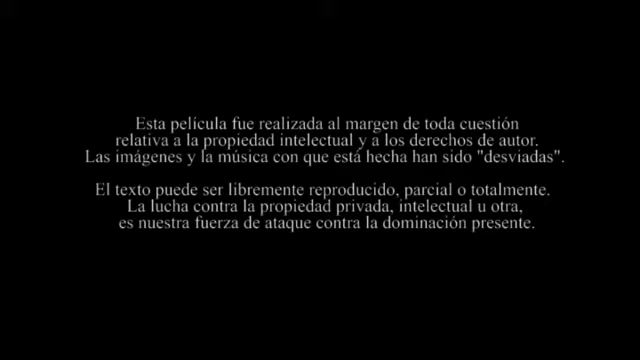 Esta película fue realizada al margen de toda cuestión
relativa a la propiedad intelectual y a los derechos de autor.
Las imágenes y la música con que está hecha han sido "desviadas".
El texto puede ser libremente reproducido, parcial o totalmente.
La lucha contra la propiedad privada, intelectual u otra,
es nuestra fuerza de ataque contra la dominación presente.